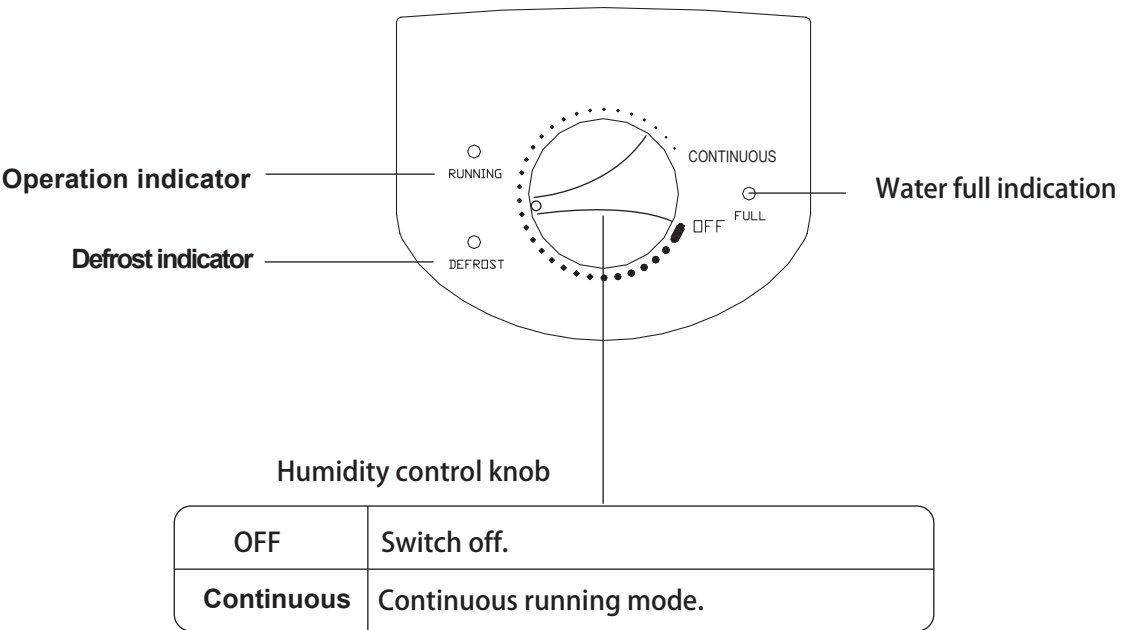 CONTINUOUS
RUNNING
Operation indicator
Water full indication
FULL
OFF
Defrost indicator
DEFROST
Humidity control knob
OFF Switch off.
Continuous Continuous running mode.